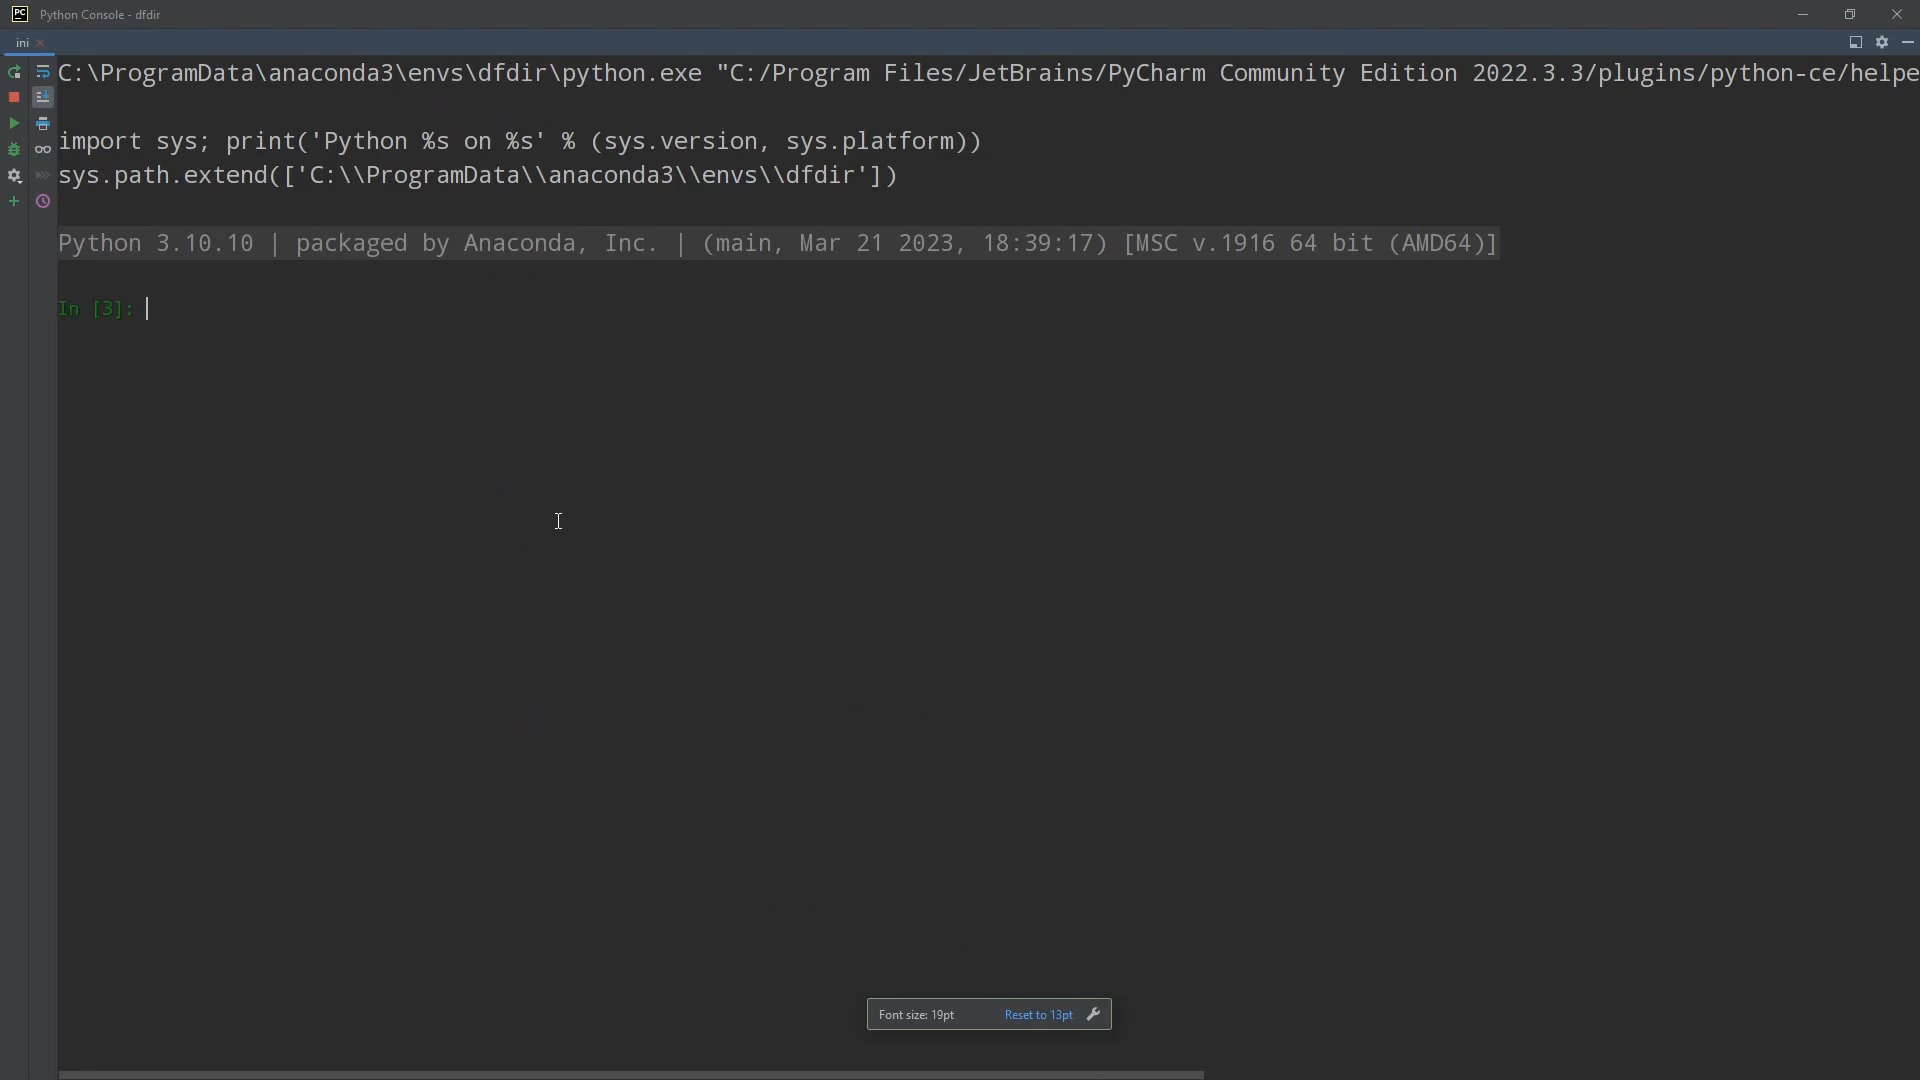 PC Python Console - dfdir
ini
C:\ProgramData\anaconda3\envs\dfdir\python.exe "C:/Program Files/JetBrains/PyCharm Community Edition 2022.3.3/plugins/python-ce/helpe
import sys; print('Python %s on %s' % (sys.version, sys.platform))
sys.path.extend(['C:\\ProgramData\\anaconda3\\envs\\dfdir'])
Python 3.10.10 | packaged by Anaconda, Inc. | (main, Mar 21 2023, 18:39:17) [MSC v.1916 64 bit (AMD64)]
In [3]:
Font size: 19pt Reset to 13pt